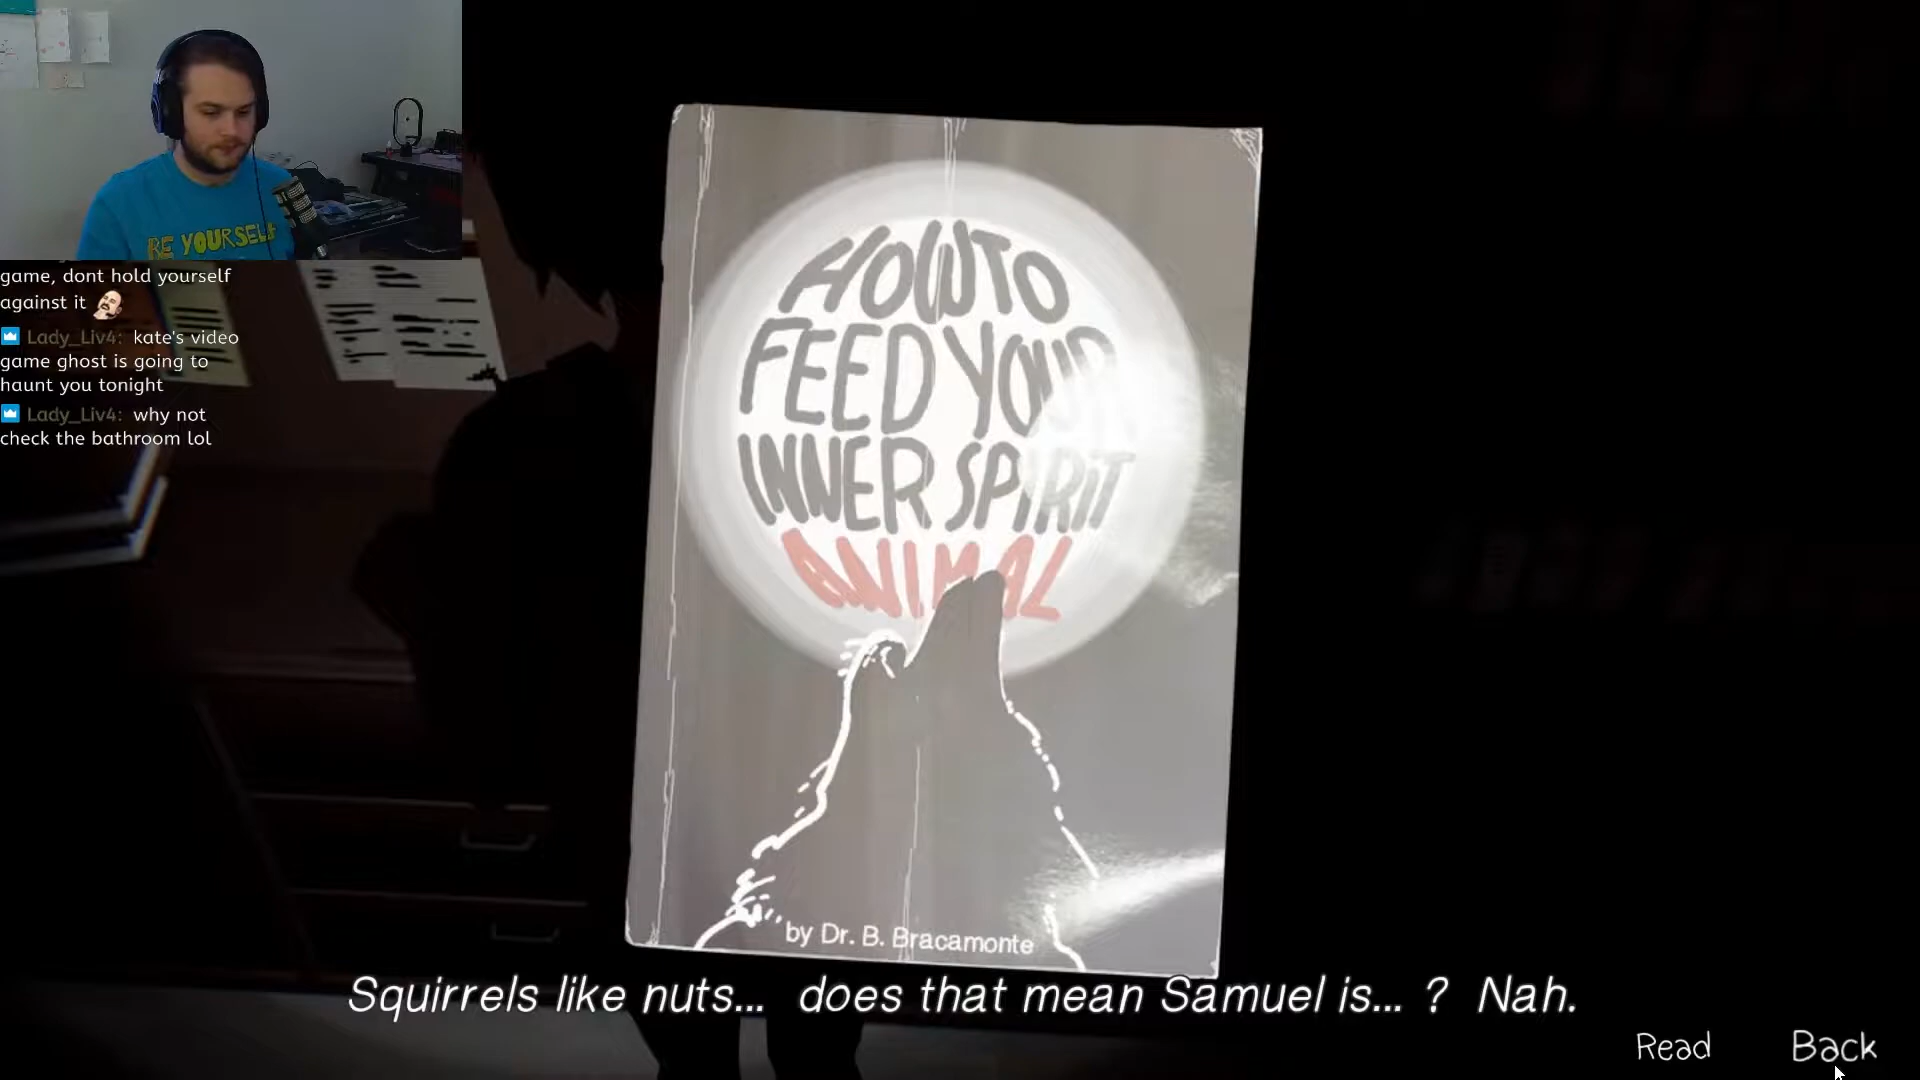 BE YOURSELF
game, dont hold yourself
against it
Lady_Liv4: kate's video
game ghost is going to
haunt you tonight
Lady_Liv4: why not
check the bathroom lol
HOW TO
FEED YOUR
INNER SPIRIT
ANIMAL
by Dr. B. Bracamonte
Squirrels like nuts... does that mean Samuel is... ? Nah.
Read Back